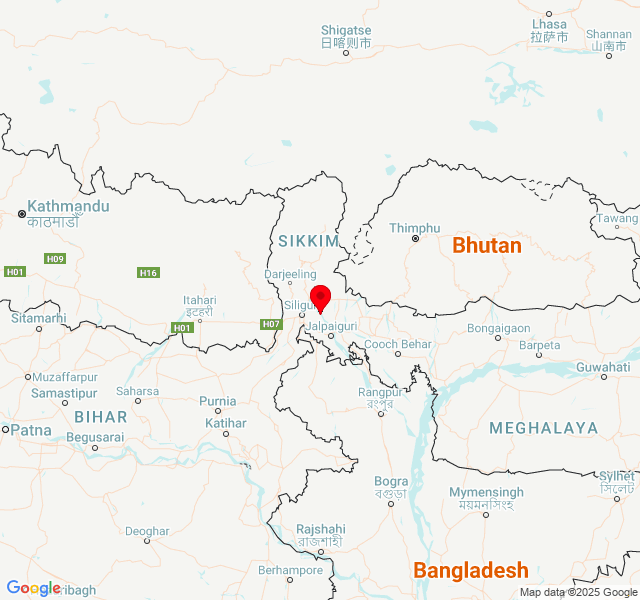 Lhasa
拉萨市
Shigatse
日喀则市
Shannan
山南市
Kathmandu
काठमाडौँ
Tawang
Thimphu
SIKKIM
Bhutan
H09
H01
H16
Darjeeling
Itahari
इटहरी
Sitamarhi
H01
H07
Jalpaiguri
Bongaigaon
Cooch Behar
Barpeta
Guwahati
Muzaffarpur
Samastipur
Saharsa
Purnia
Rangpur
রংপুর
BIHAR
Patna
Katihar
Begusarai
MEGHALAYA
Bogra
বগুড়া
Mymensingh
ময়মনসিংহ
Sylhet
সিলেট
Rajshahi
রাজশাহী
Deoghar
Bangladesh
Berhampore
Google
Map data ©2025 Google